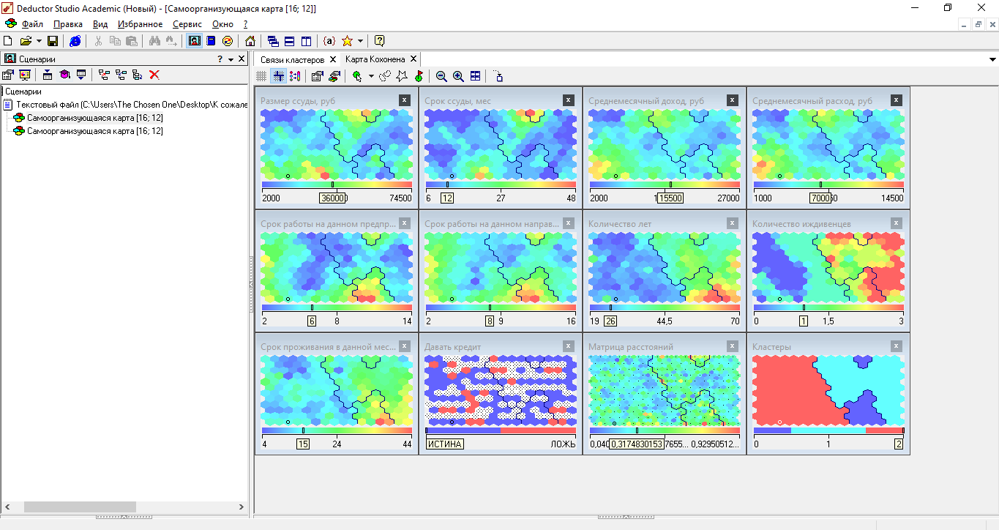 Deductor Studio Academic (Новый) - [Самоорганизующаяся карта [16; 12]]
Файл Правка Вид Избранное Сервис Окно ?
Сценарии
Связи кластеров Карта Кохонена
Сценарии
Текстовый файл (C:\Users\The Chosen One\Desktop\К сожале
Самоорганизующаяся карта [16; 12]
Самоорганизующаяся карта [16; 12]
Размер ссуды, руб
2000 36000 74500
Срок ссуды, мес
6 12 27 48
Среднемесячный доход, руб
2000 15500 27000
Среднемесячный расход, руб
1000 7000 14500
Срок работы на данном предпр...
2 6 8 14
Срок работы на данном направ...
2 8 9 16
Количество лет
19 26 44,5 70
Количество иждивенцев
0 1 1,5 3
Срок проживания в данной мес...
4 15 24 44
Давать кредит
ИСТИНА ЛОЖЬ
Матрица расстояний
0,3174830153 7655... 0,92950512...
Кластеры
0 1 2